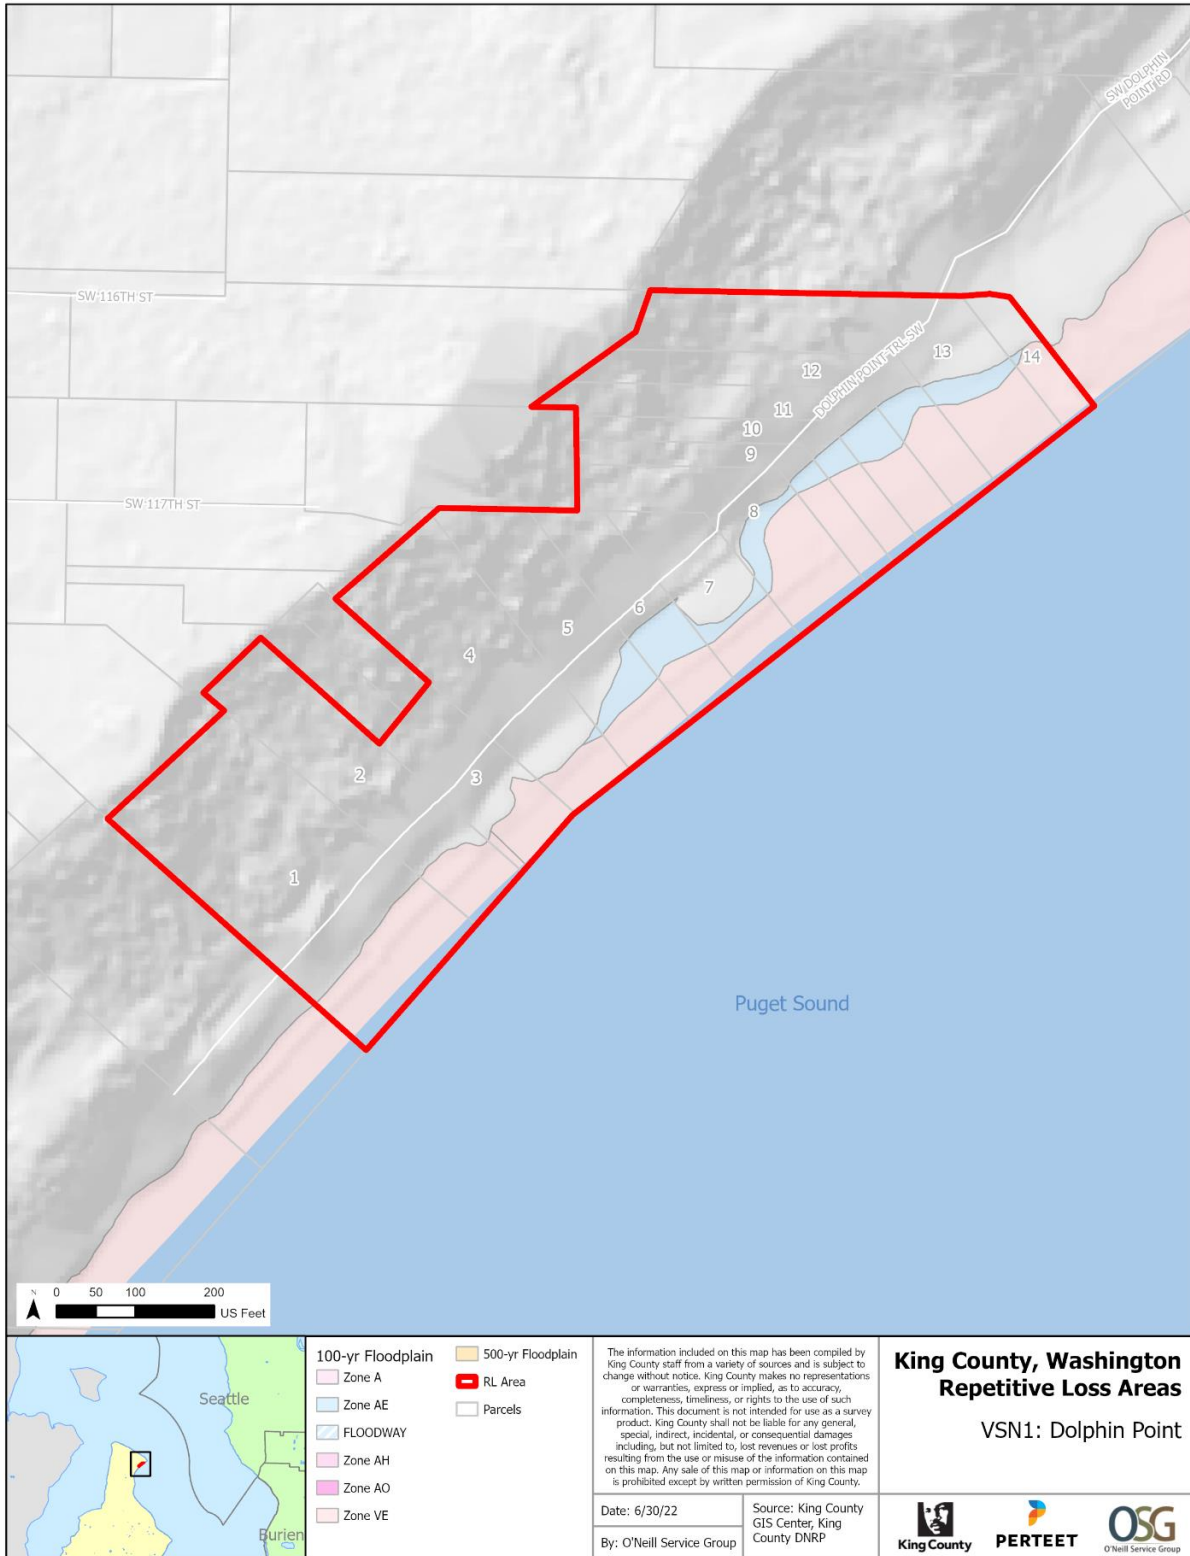 SW DOLPHIN
POINT RD
SW 116TH ST
DOLPHIN POINT TRL SW
13
14
12
11
10
9
SW 117TH ST
8
7
6
5
4
2
3
1
Puget Sound
N 0 50 100 200
US Feet
Seattle
Burien
100-yr Floodplain
Zone A
Zone AE
FLOODWAY
Zone AH
Zone AO
Zone VE
500-yr Floodplain
RL Area
Parcels
The information included on this map has been compiled by
King County staff from a variety of sources and is subject to
change without notice. King County makes no representations
or warranties, express or implied, as to accuracy,
completeness, timeliness, or rights to the use of such
information. This document is not intended for use as a survey
product. King County shall not be liable for any general,
special, indirect, incidental, or consequential damages
including, but not limited to, lost revenues or lost profits
resulting from the use or misuse of the information contained
on this map. Any sale of this map or information on this map
is prohibited except by written permission of King County.
Date: 6/30/22
By: O'Neill Service Group
Source: King County
GIS Center, King
County DNRP
King County, Washington
Repetitive Loss Areas
VSN1: Dolphin Point
King County
PERTEET
OSG
O'Neill Service Group